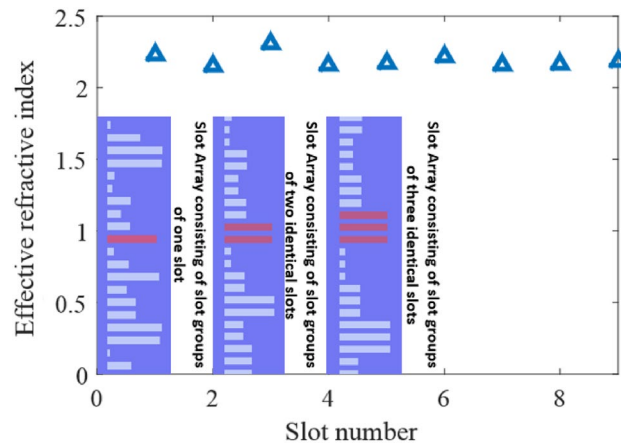 2.5
2
1.5
1
0.5
0
Effective refractive index
0 2 4 6 8
Slot number
Slot Array consisting of slot groups
of one slot
Slot Array consisting of slot groups
of two identical slots
Slot Array consisting of slot groups
of three identical slots